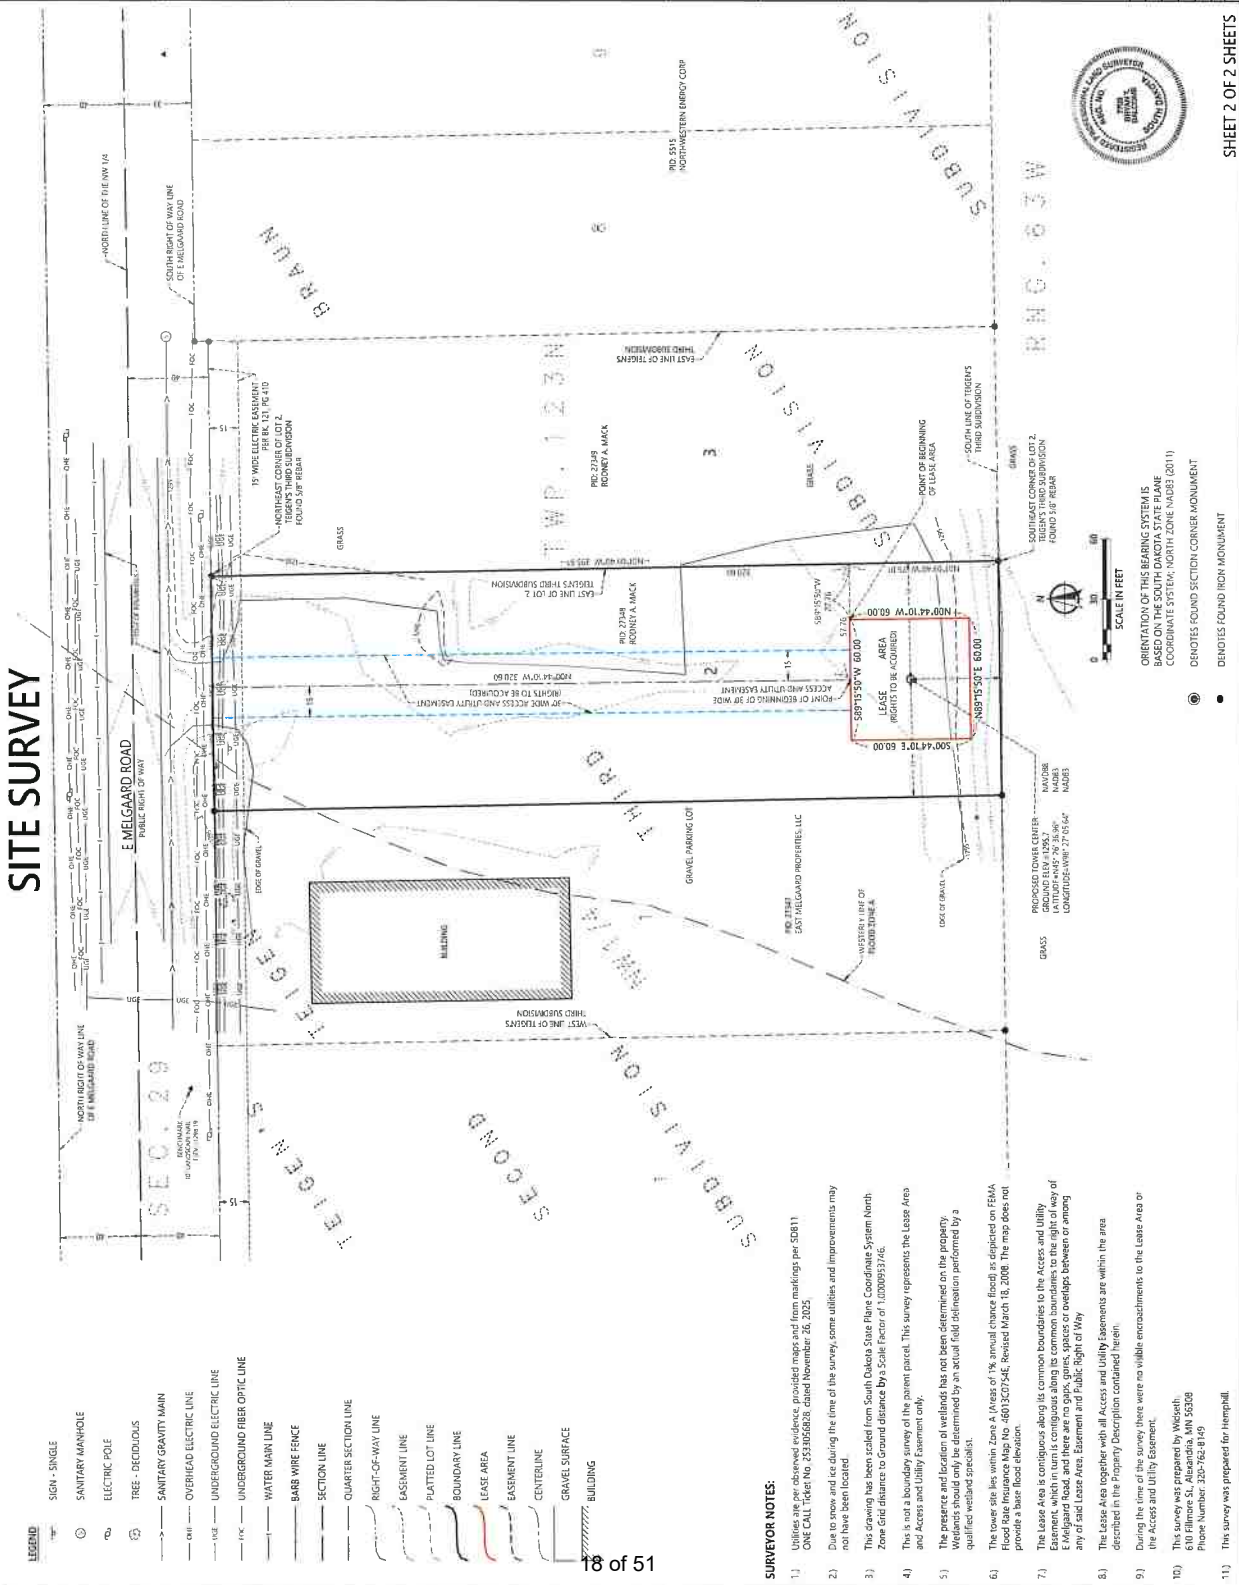 SITE SURVEY
LEGEND
SIGN - SINGLE
SANITARY MANHOLE
ELECTRIC POLE
TREE - DECIDUOUS
SANITARY GRAVITY MAIN
OVERHEAD ELECTRIC LINE
UNDERGROUND ELECTRIC LINE
UNDERGROUND FIBER OPTIC LINE
WATER MAIN LINE
BARB WIRE FENCE
SECTION LINE
QUARTER SECTION LINE
RIGHT-OF-WAY LINE
EASEMENT LINE
PLATTED LOT LINE
BOUNDARY LINE
LEASE AREA
EASEMENT LINE
CENTERLINE
GRAVEL SURFACE
BUILDING
NORTH RIGHT OF WAY LINE
OF E MELGAARD ROAD
SEC. 29
E MELGAARD ROAD
PUBLIC RIGHT OF WAY
NORTH LINE OF THE NW 1/4
SOUTH RIGHT OF WAY LINE
OF E MELGAARD ROAD
15' WIDE ELECTRIC EASEMENT
PER BK. 121, PG 410
NORTHEAST CORNER OF LOT 2,
TEIGEN'S THIRD SUBDIVISION
FOUND 5/8" REBAR
EDGE OF GRAVEL
GRASS
BRAUN
SUBDIVISION
TEIGEN'S
SECOND
SUBDIVISION
TEIGEN'S
THIRD
SUBDIVISION
NW1/4
TWP. 123N
RNG. 63W
BUILDING
WEST LINE OF TEIGEN'S
THIRD SUBDIVISION
EAST LINE OF LOT 2,
TEIGEN'S THIRD SUBDIVISION
EAST LINE OF TEIGEN'S
THIRD SUBDIVISION
N00°44'10"W 320.60
(RIGHTS TO BE ACQUIRED)
30' WIDE ACCESS AND UTILITY EASEMENT
POINT OF BEGINNING OF 30' WIDE
ACCESS AND UTILITY EASEMENT
PID: 27348
RODNEY A. MACK
PID: 27349
RODNEY A. MACK
PID: 5515
NORTHWESTERN ENERGY CORP
1
2
3
8
9
GRAVEL PARKING LOT
EAST MELGAARD PROPERTIES, LLC
WESTERLY LINE OF
FLOOD ZONE A
GRASS
EDGE OF GRAVEL
S89°15'50"W 60.00
N00°44'10"W 60.00
N89°15'50"E 60.00
S00°44'10"E 60.00
LEASE AREA
(RIGHTS TO BE ACQUIRED)
POINT OF BEGINNING
OF LEASE AREA
SOUTH LINE OF TEIGEN'S
THIRD SUBDIVISION
GRASS
SOUTHEAST CORNER OF LOT 2,
TEIGEN'S THIRD SUBDIVISION
FOUND 5/8" REBAR
PROPOSED TOWER CENTER
GROUND ELEV.=1295.7 NAVD88
NAD83
NAD83
N
0 30 60
SCALE IN FEET
ORIENTATION OF THIS BEARING SYSTEM IS
BASED ON THE SOUTH DAKOTA STATE PLANE
COORDINATE SYSTEM, NORTH ZONE NAD83 (2011)
DENOTES FOUND SECTION CORNER MONUMENT
DENOTES FOUND IRON MONUMENT
REGISTERED PROFESSIONAL LAND SURVEYOR
REG. NO.
SOUTH DAKOTA
SHEET 2 OF 2 SHEETS
SURVEYOR NOTES:
1.) Utilities are per observed evidence, provided maps and from markings per SD811
ONE CALL Ticket No. 2533056828, dated November 26, 2025.
2.) Due to snow and ice during the time of the survey, some utilities and improvements may
not have been located.
3.) This drawing has been scaled from South Dakota State Plane Coordinate System North
Zone Grid distance to Ground distance by a Scale Factor of 1.0000953746.
4.) This is not a boundary survey of the parent parcel. This survey represents the Lease Area
and Access and Utility Easement only.
5.) The presence and location of wetlands has not been determined on the property.
Wetlands should only be determined by an actual field delineation performed by a
qualified wetland specialist.
6.) The tower site lies within Zone A (Areas of 1% annual chance flood) as depicted on FEMA
Flood Rate Insurance Map No. 46013C0754E, Revised March 18, 2008. The map does not
provide a base flood elevation.
7.) The Lease Area is contiguous along its common boundaries to the Access and Utility
Easement, which in turn is contiguous along its common boundaries to the right of way of
E Melgaard Road, and there are no gaps, gores, spaces or overlaps between or among
any of said Lease Area, Easement and Public Right of Way
8.) The Lease Area together with all Access and Utility Easements are within the area
described in the Property Description contained herein.
9.) During the time of the survey there were no visible encroachments to the Lease Area or
the Access and Utility Easement.
10.) This survey was prepared by Widseth.
610 Fillmore St., Alexandria, MN 56308
Phone Number: 320-762-8149
11.) This survey was prepared for Hemphill.
18 of 51